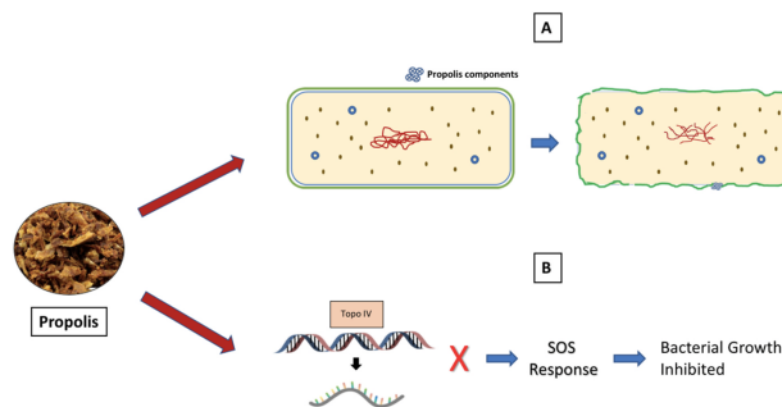 A
Propolis components
Propolis
B
Topo IV
X
SOS
Response
Bacterial Growth
Inhibited